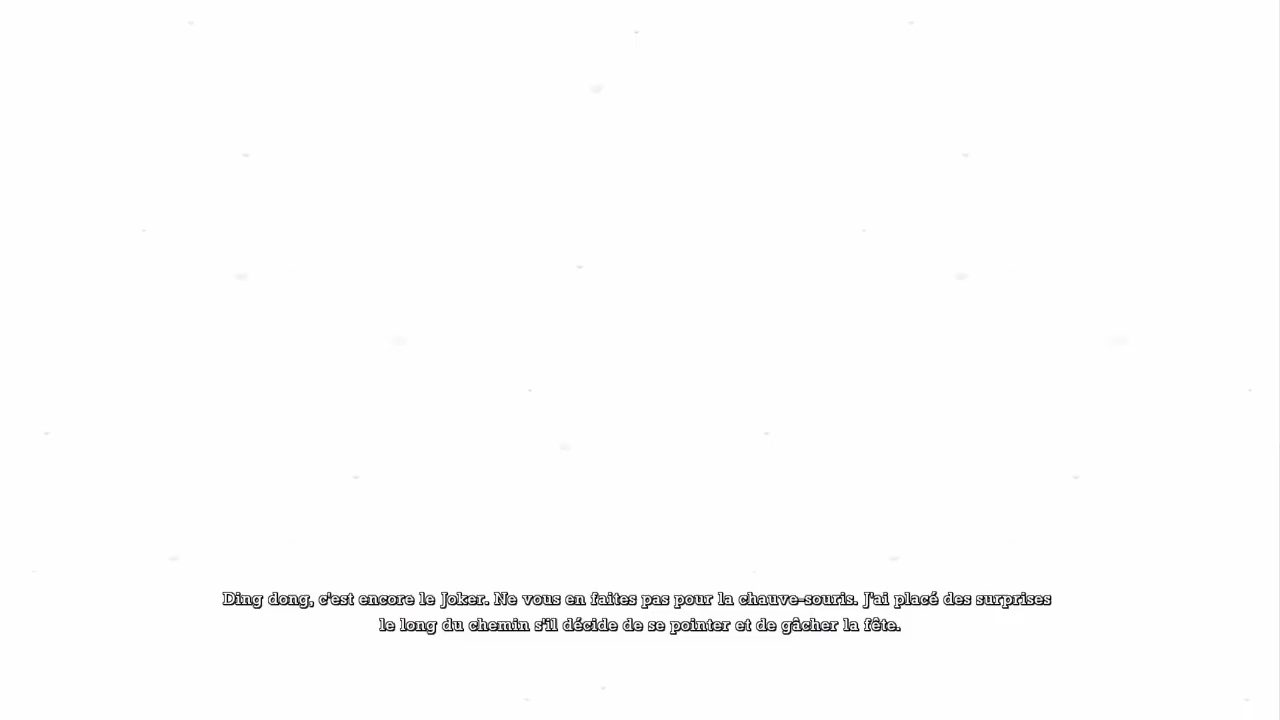 Ding dong, c'est encore le Joker. Ne vous en faites pas pour la chauve-souris. J'ai placé des surprises
le long du chemin s'il décide de se pointer et de gâcher la fête.